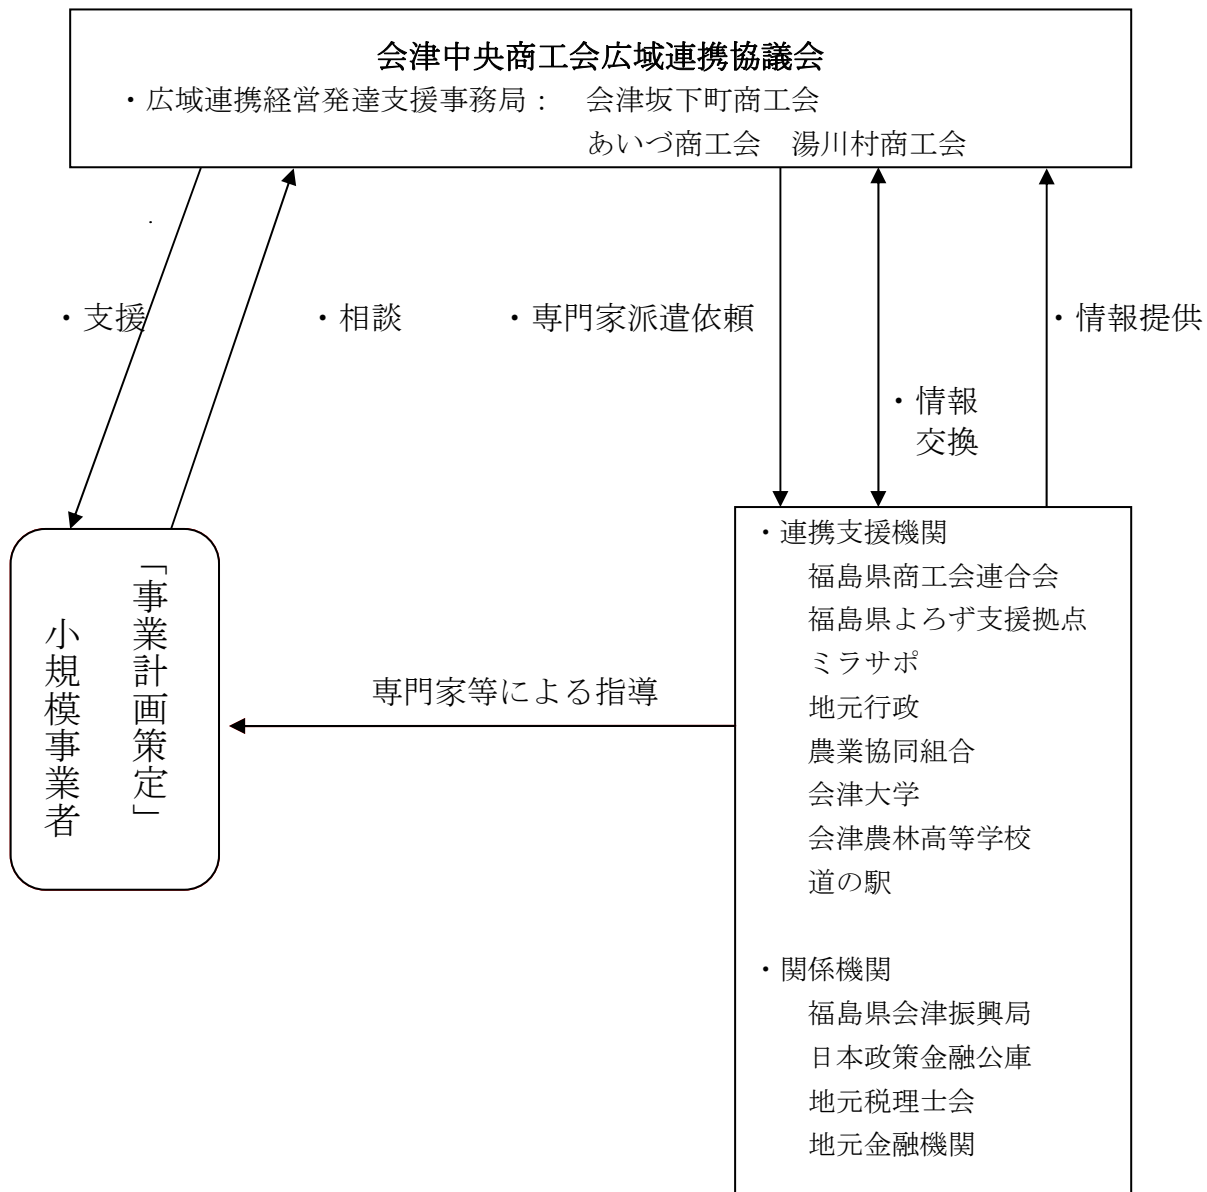 会津中央商工会広域連携協議会
・広域連携経営発達支援事務局： 会津坂下町商工会
あいづ商工会 湯川村商工会
・支援
・相談
・専門家派遣依頼
・情報提供
・情報
交換
「事業計画策定」
小規模事業者
専門家等による指導
・連携支援機関
福島県商工会連合会
福島県よろず支援拠点
ミラサポ
地元行政
農業協同組合
会津大学
会津農林高等学校
道の駅
・関係機関
福島県会津振興局
日本政策金融公庫
地元税理士会
地元金融機関